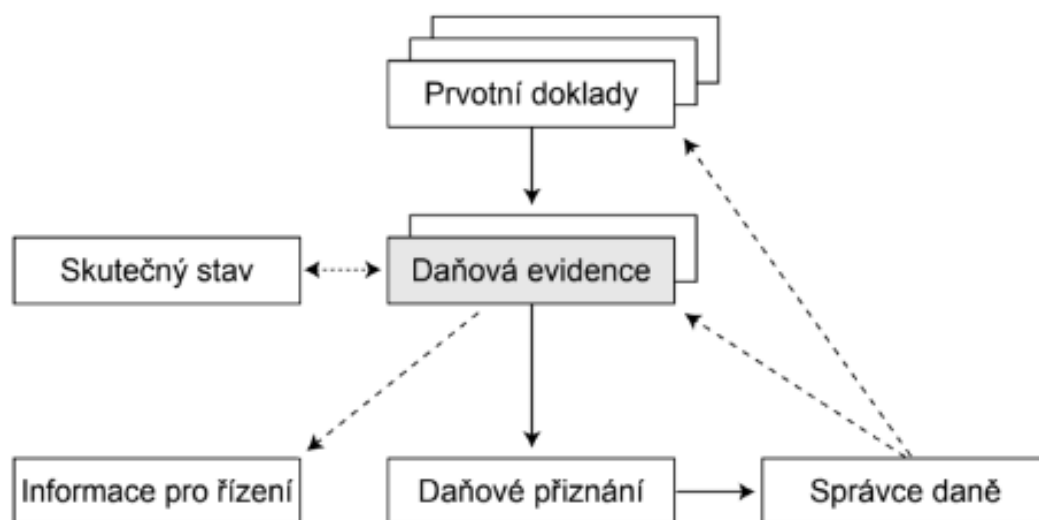 Prvotní doklady
Skutečný stav
Daňová evidence
Informace pro řízení
Daňové přiznání
Správce daně